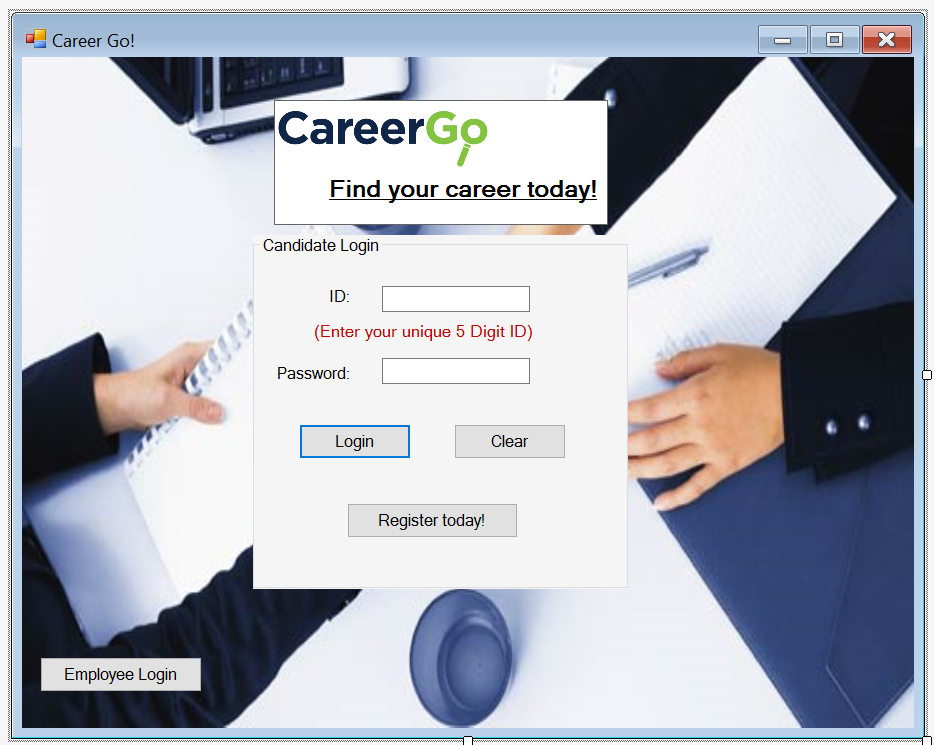 Career Go!
CareerGo
Find your career today!
Candidate Login
ID:
(Enter your unique 5 Digit ID)
Password:
Login
Clear
Register today!
Employee Login